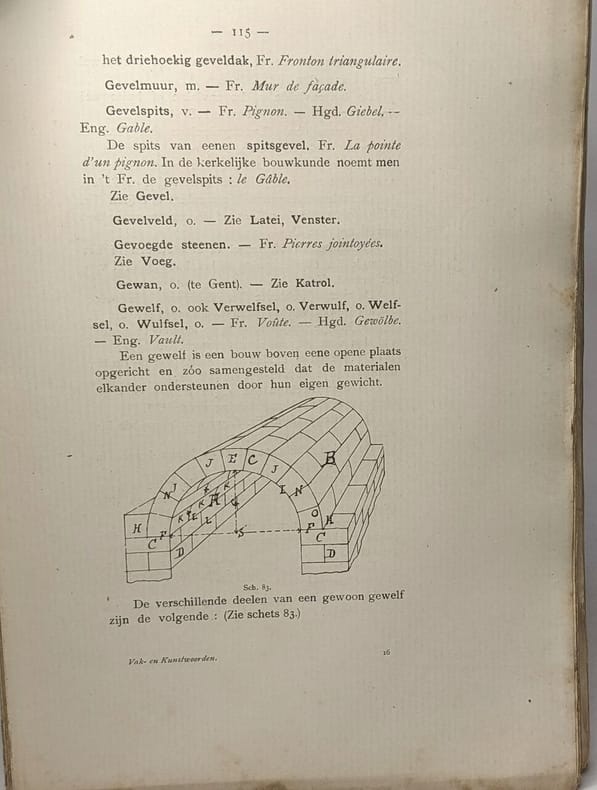 — 115 —
het driehoekig geveldak, Fr. Fronton triangulaire.
Gevelmuur, m. — Fr. Mur de façade.
Gevelspits, v. — Fr. Pignon. — Hgd. Giebel. —
Eng. Gable.
De spits van eenen spitsgevel. Fr. La pointe
d'un pignon. In de kerkelijke bouwkunde noemt men
in 't Fr. de gevelspits : le Gâble.
Zie Gevel.
Gevelveld, o. — Zie Latei, Venster.
Gevoegde steenen. — Fr. Pierres jointoyées.
Zie Voeg.
Gewan, o. (te Gent). — Zie Katrol.
Gewelf, o. ook Verwelfsel, o. Verwulf, o. Welf-
sel, o. Wulfsel, o. — Fr. Voûte. — Hgd. Gewölbe.
— Eng. Vault.
Een gewelf is een bouw boven eene opene plaats
opgericht en zóo samengesteld dat de materialen
elkander ondersteunen door hun eigen gewicht.
J E C J
B
N J
K K K A
I N
H
K E L L
O
P H
C F
S
C
D
D
Sch. 83.
De verschillende deelen van een gewoon gewelf
zijn de volgende : (Zie schets 83.)
Vak- en Kunstwoorden.
16